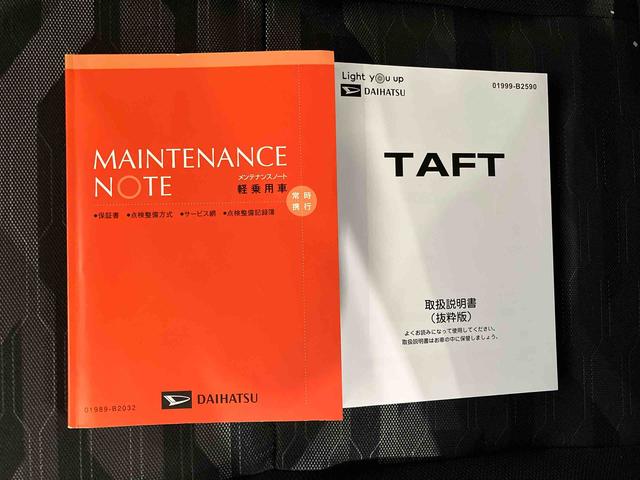 MAINTENANCE
NOTE
メンテナンスノート
軽乗用車
常時
携行
●保証書 ●点検整備方式 ●サービス網 ●点検整備記録簿
DAIHATSU
01989-B2032
Light you up
DAIHATSU
01999-B2590
TAFT
取扱説明書
（抜粋版）
よくお読みになって使用してください。
取扱説明書はお車の中に保管しましょう。